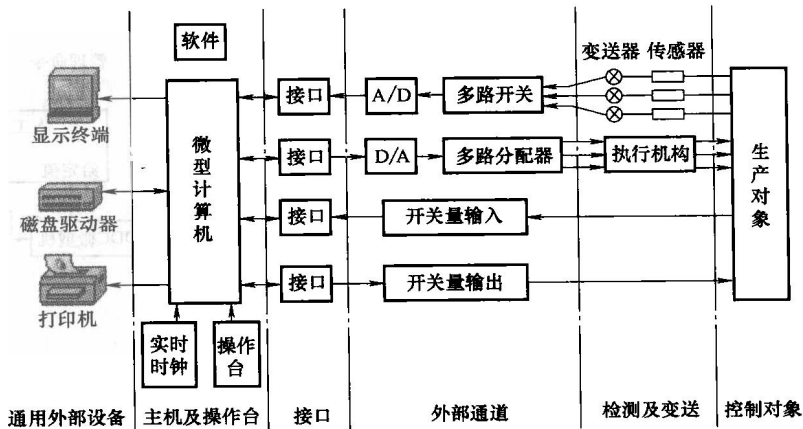 软件
变送器 传感器
显示终端
微型计算机
接口
A/D
多路开关
接口
D/A
多路分配器
执行机构
生产对象
磁盘驱动器
接口
开关量输入
打印机
接口
开关量输出
实时
时钟
操作
台
通用外部设备
主机及操作台
接口
外部通道
检测及变送
控制对象